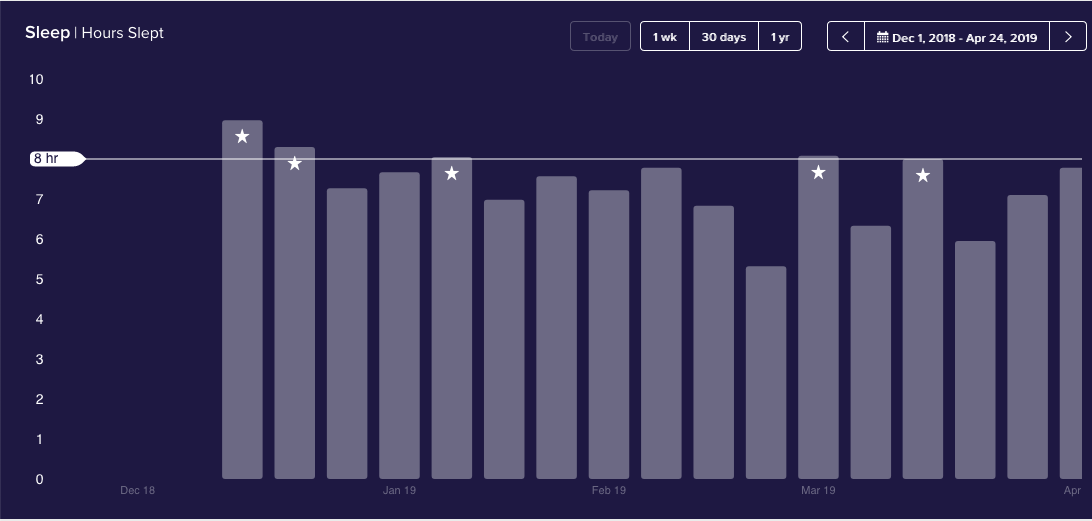 Sleep | Hours Slept
Today
1 wk
30 days
1 yr
Dec 1, 2018 - Apr 24, 2019
10
9
8 hr
7
6
5
4
3
2
1
0
Dec 18
Jan 19
Feb 19
Mar 19
Apr